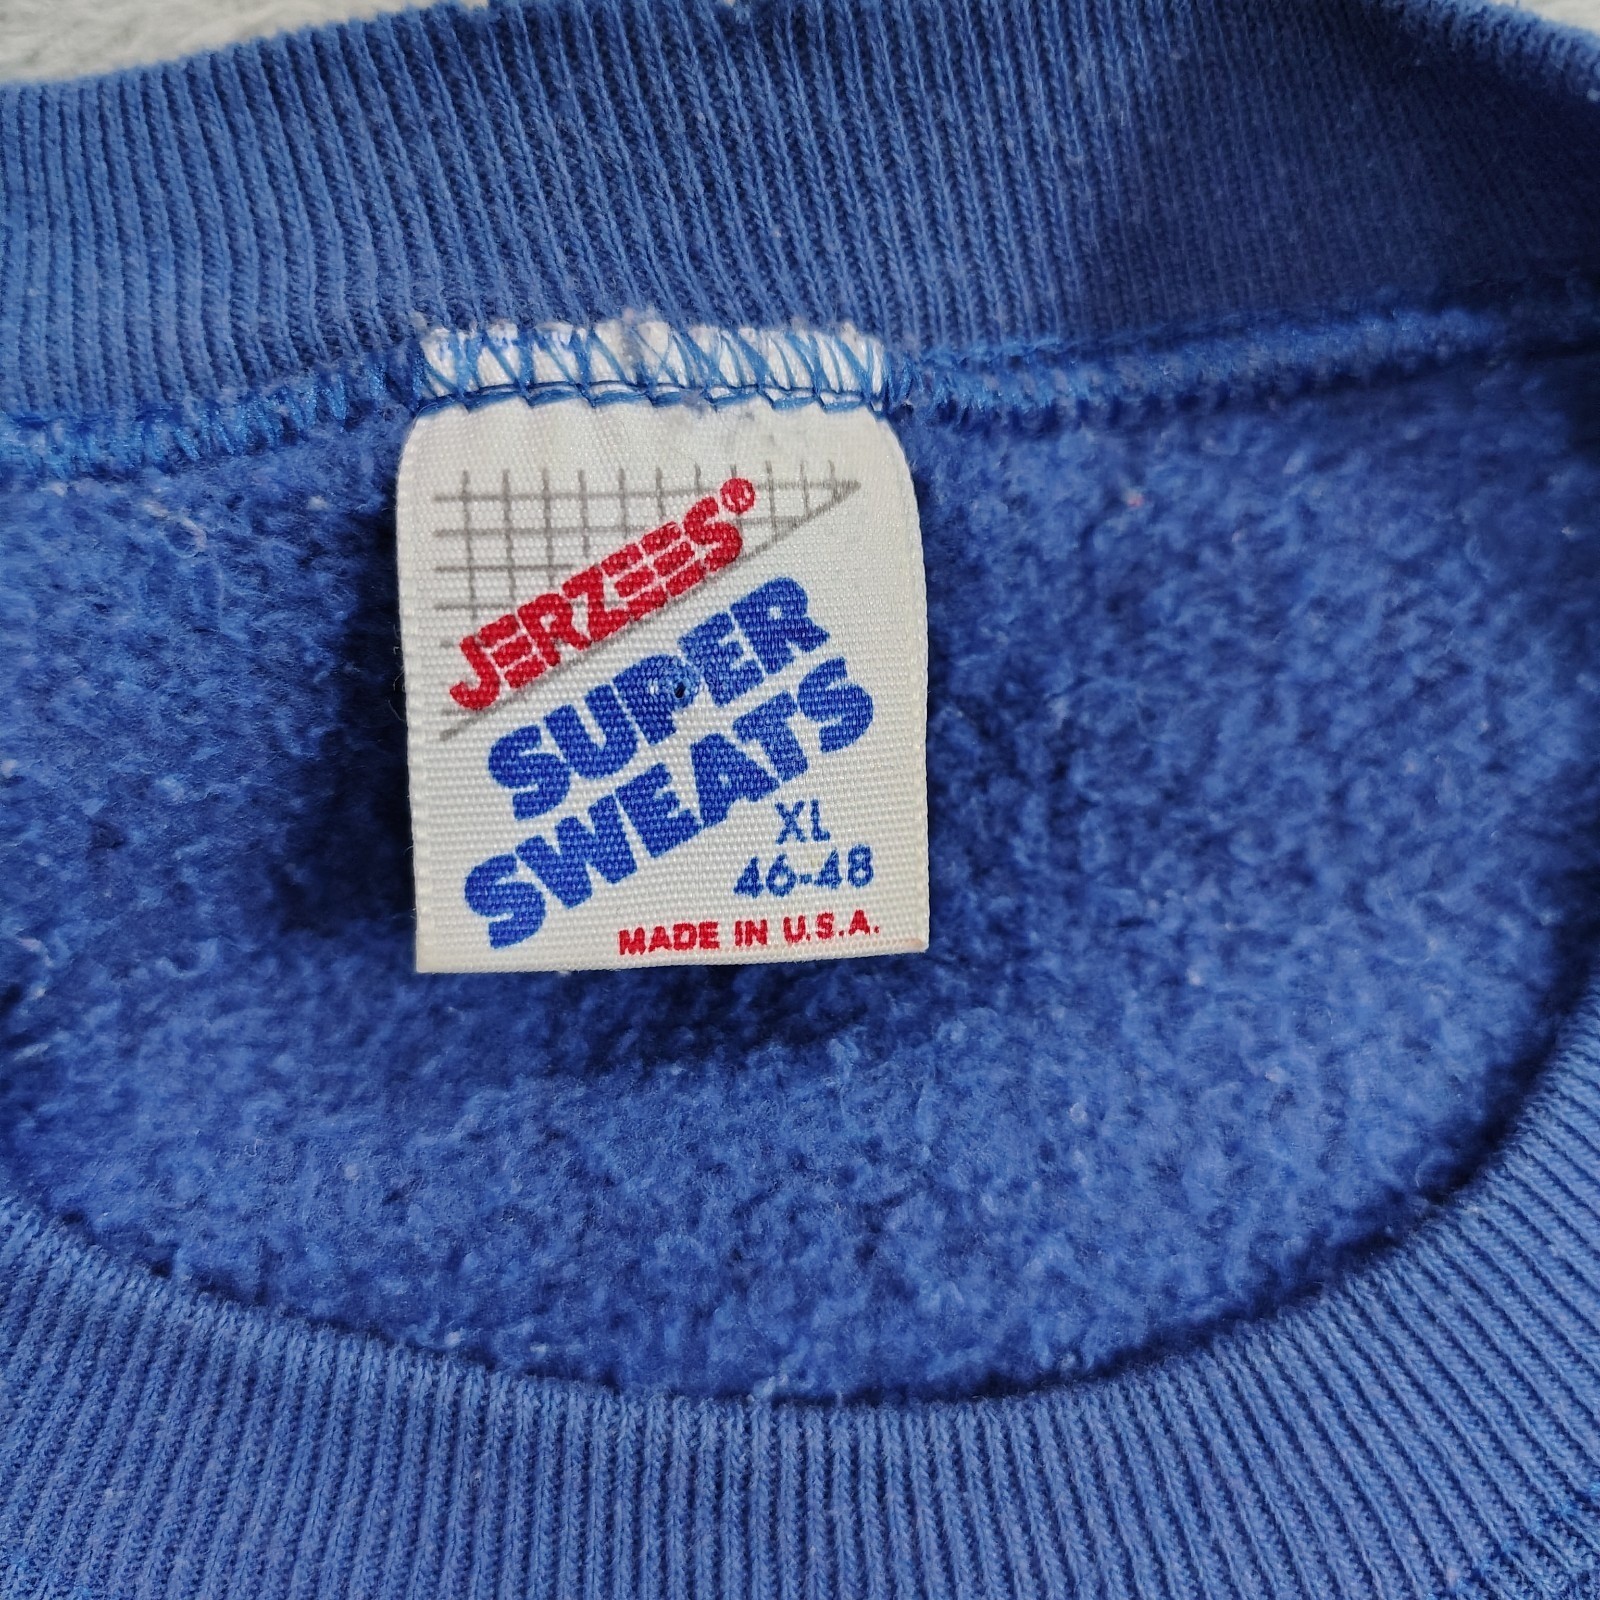 JERZEES®
SUPER
SWEATS
XL
46-48
MADE IN U.S.A.